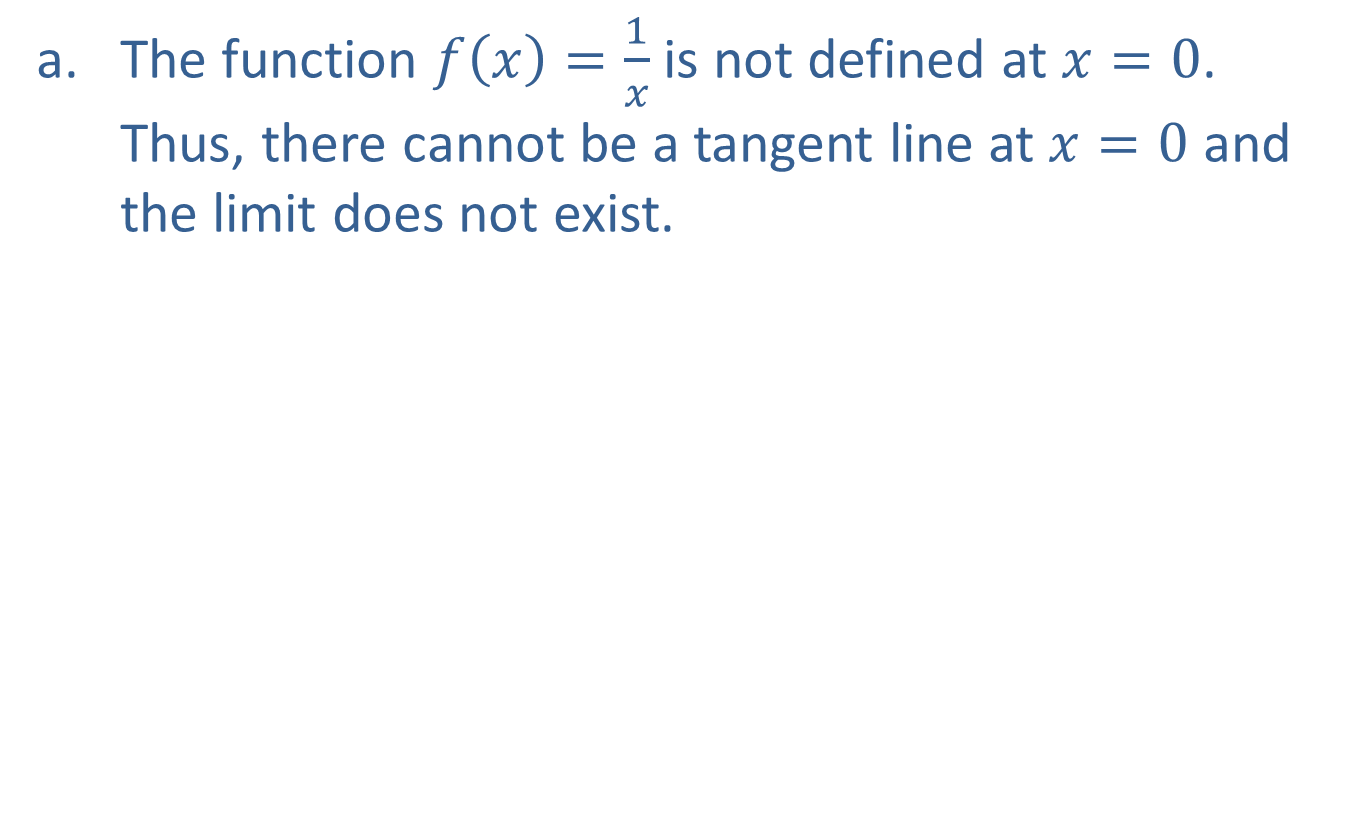 a. The function 𝑓(𝑥) = 1/𝑥 is not defined at 𝑥 = 0.
Thus, there cannot be a tangent line at 𝑥 = 0 and
the limit does not exist.